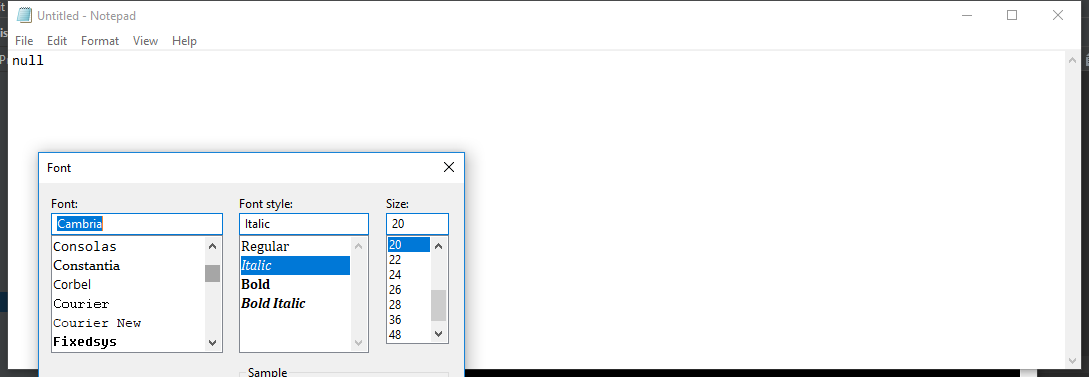 Untitled - Notepad
File Edit Format View Help
null
Font
Font: Font style: Size:
Cambria Italic 20
Consolas Regular 20
Constantia Italic 22
Corbel Bold 24
Courier Bold Italic 26
Courier New 28
Fixedsys 36
48
Sample